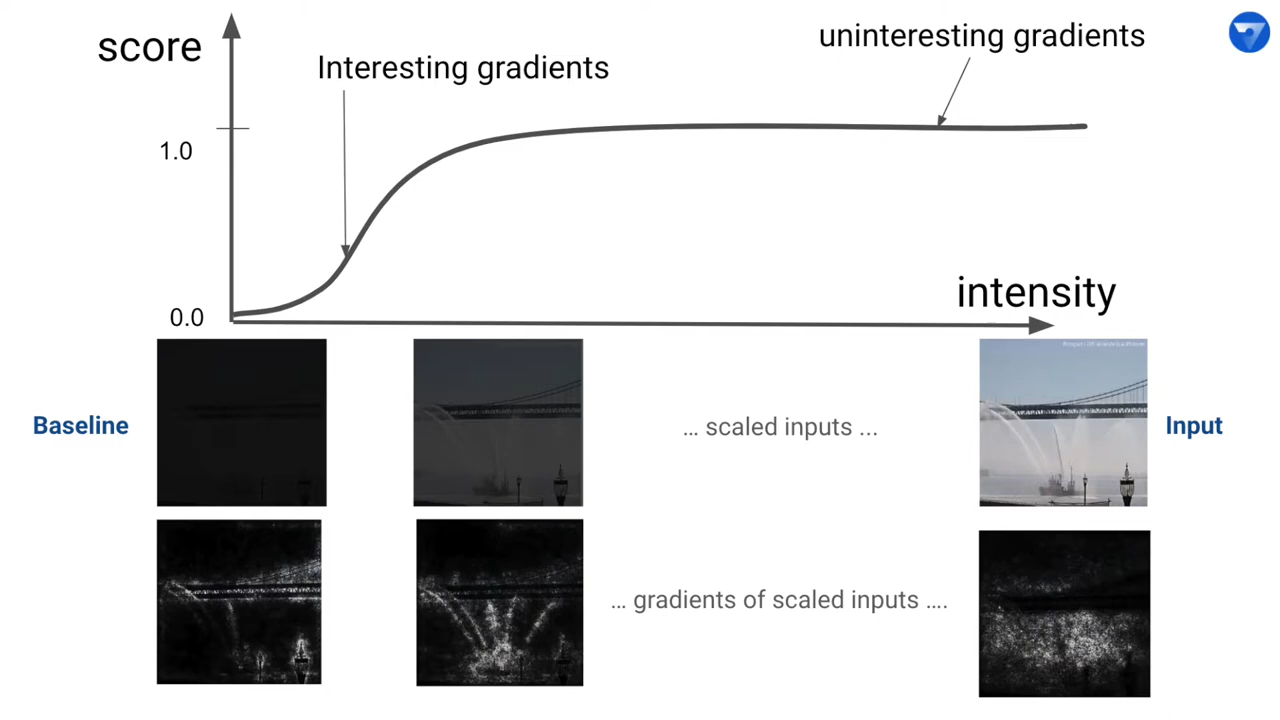 score
Interesting gradients
uninteresting gradients
1.0
0.0
intensity
Baseline
... scaled inputs ...
Input
... gradients of scaled inputs ....